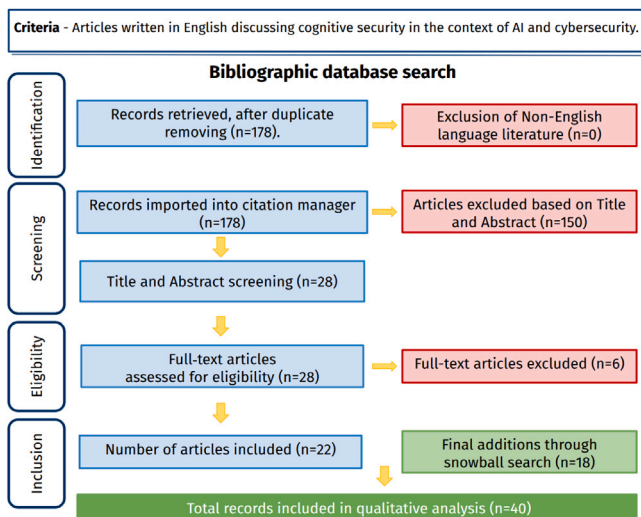 Criteria - Articles written in English discussing cognitive security in the context of AI and cybersecurity.
Bibliographic database search
Identification
Records retrieved, after duplicate
removing (n=178).
Exclusion of Non-English
language literature (n=0)
Screening
Records imported into citation manager
(n=178)
Articles excluded based on Title
and Abstract (n=150)
Title and Abstract screening (n=28)
Eligibility
Full-text articles
assessed for eligibility (n=28)
Full-text articles excluded (n=6)
Inclusion
Number of articles included (n=22)
Final additions through
snowball search (n=18)
Total records included in qualitative analysis (n=40)